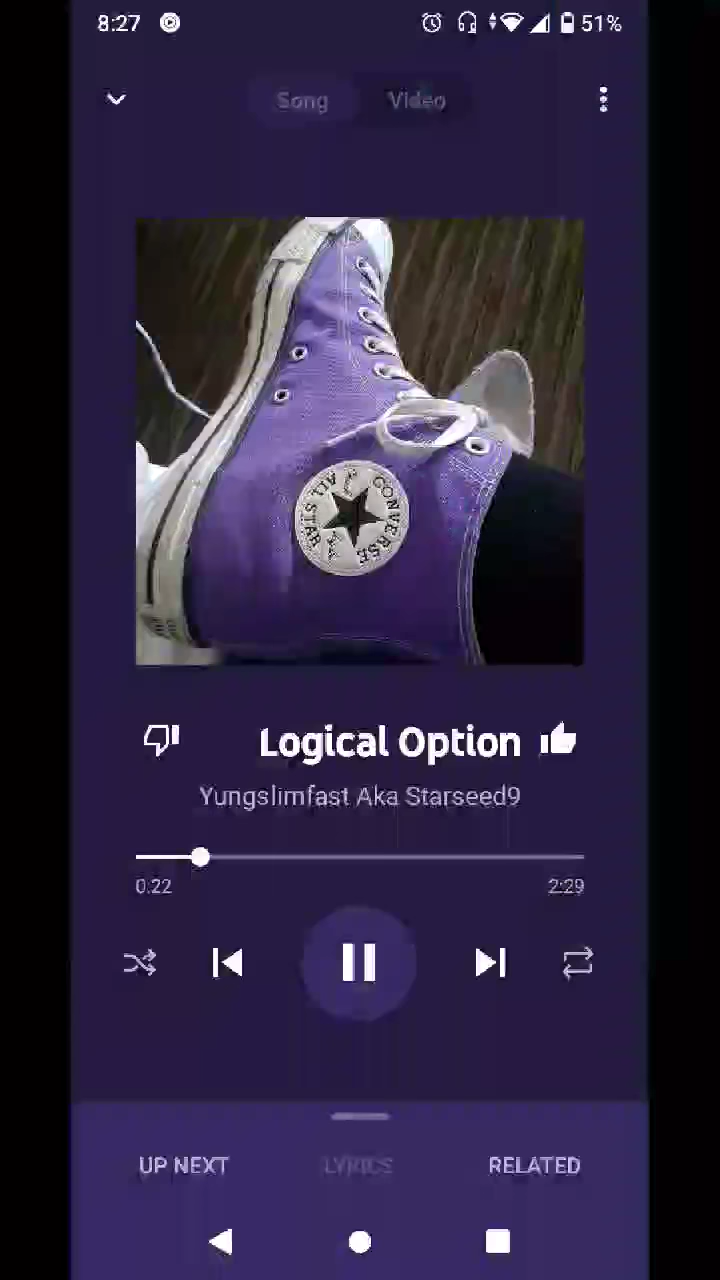 8:27 51%
Song Video
ALL STAR CONVERSE
Logical Option
Yungslimfast Aka Starseed9
0:22 2:29
UP NEXT LYRICS RELATED